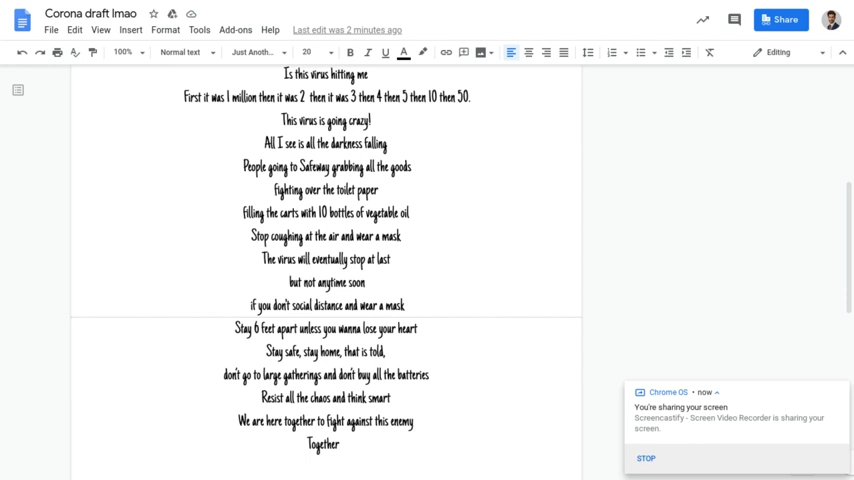 Corona draft lmao
File Edit View Insert Format Tools Add-ons Help Last edit was 2 minutes ago
Share
100% Normal text Just Anoth... 20 B I U A Editing
Is this virus hitting me
First it was 1 million then it was 2 then it was 3 then 4 then 5 then 10 then 50.
This virus is going crazy!
All I see is all the darkness falling
People going to Safeway grabbing all the goods
fighting over the toilet paper
filling the carts with 10 bottles of vegetable oil
Stop coughing at the air and wear a mask
The virus will eventually stop at last
but not anytime soon
if you don't social distance and wear a mask
Stay 6 feet apart unless you wanna lose your heart
Stay safe, stay home, that is told,
don't go to large gatherings and don't buy all the batteries
Resist all the chaos and think smart
We are here together to fight against this enemy
Together
Chrome OS • now
You're sharing your screen
Screencastify - Screen Video Recorder is sharing your
screen.
STOP